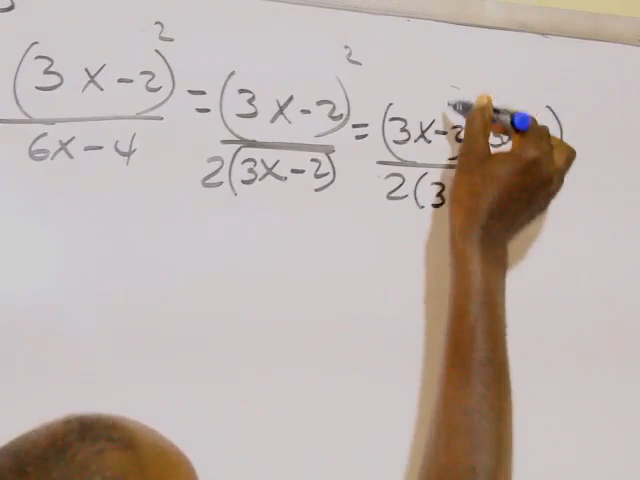 (3x-2)² = (3x-2)² = (3x-2)
6x-4 2(3x-2) 2(3